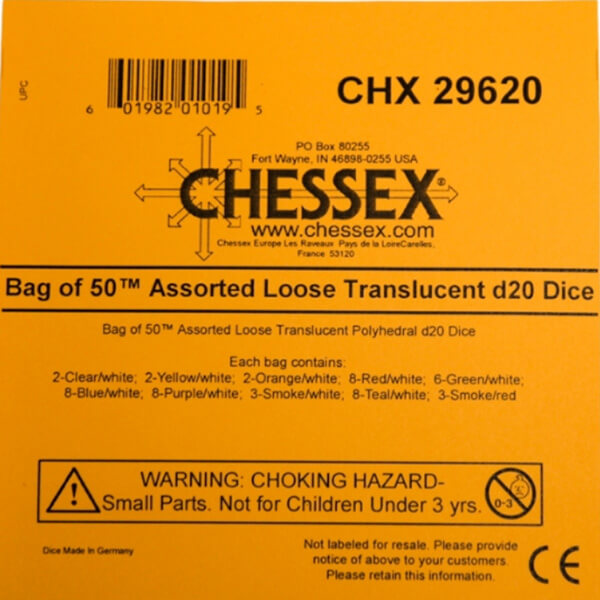 UPC
6 01982 01019 5
CHX 29620
PO Box 80255
Fort Wayne, IN 46898-0255 USA
CHESSEX®
www.chessex.com
Chessex Europe Les Raveaux Pays de la LoireCarelles,
France 53120
Bag of 50™ Assorted Loose Translucent d20 Dice
Bag of 50™ Assorted Loose Translucent Polyhedral d20 Dice
Each bag contains:
2-Clear/white; 2-Yellow/white; 2-Orange/white; 8-Red/white; 6-Green/white;
8-Blue/white; 8-Purple/white; 3-Smoke/white; 8-Teal/white; 3-Smoke/red
WARNING: CHOKING HAZARD-
Small Parts. Not for Children Under 3 yrs.
0-3
Dice Made In Germany
Not labeled for resale. Please provide
notice of above to your customers.
Please retain this information.
CE